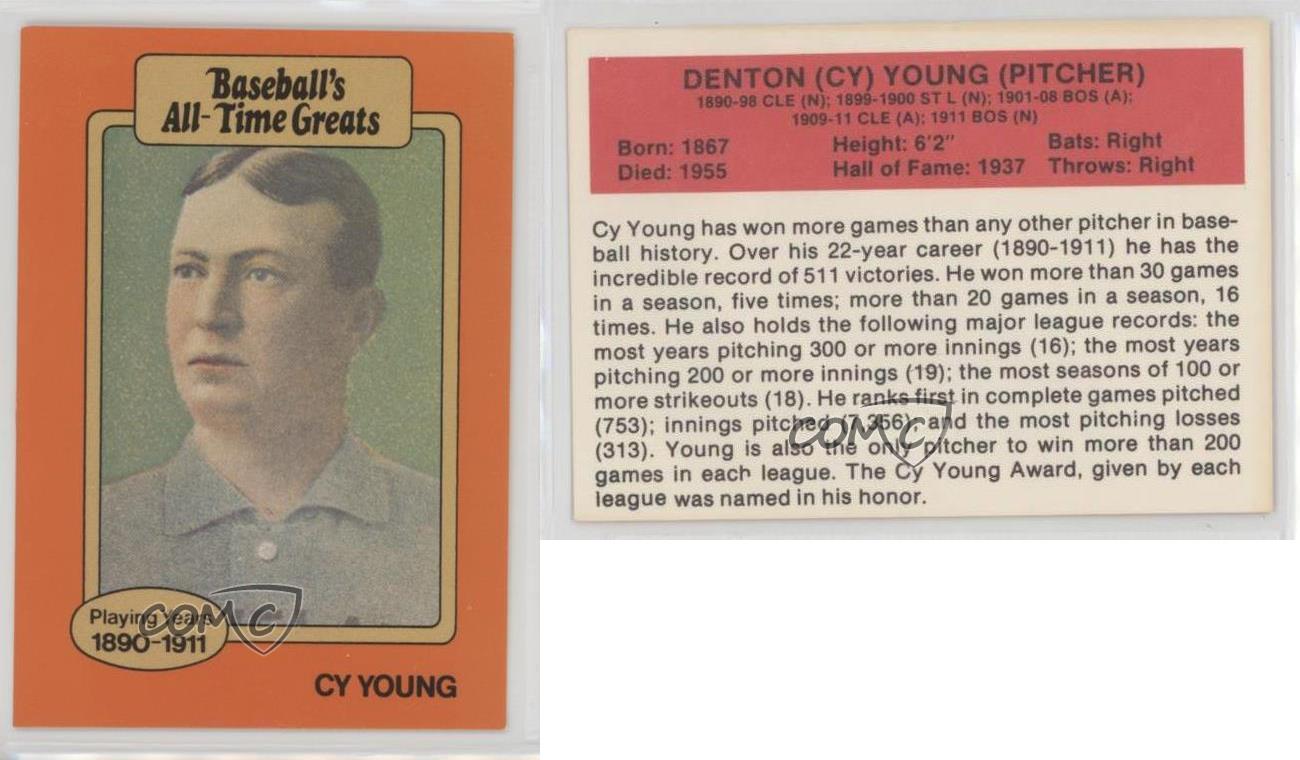 Baseball's
All-Time Greats
Playing Years
1890-1911
CY YOUNG
COMC
DENTON (CY) YOUNG (PITCHER)
1890-98 CLE (N); 1899-1900 ST L (N); 1901-08 BOS (A);
1909-11 CLE (A); 1911 BOS (N)
Born: 1867 Height: 6'2" Bats: Right
Died: 1955 Hall of Fame: 1937 Throws: Right
Cy Young has won more games than any other pitcher in base-
ball history. Over his 22-year career (1890-1911) he has the
incredible record of 511 victories. He won more than 30 games
in a season, five times; more than 20 games in a season, 16
times. He also holds the following major league records: the
most years pitching 300 or more innings (16); the most years
pitching 200 or more innings (19); the most seasons of 100 or
more strikeouts (18). He ranks first in complete games pitched
(753); innings pitched (7,356); and the most pitching losses
(313). Young is also the only pitcher to win more than 200
games in each league. The Cy Young Award, given by each
league was named in his honor.
COMC